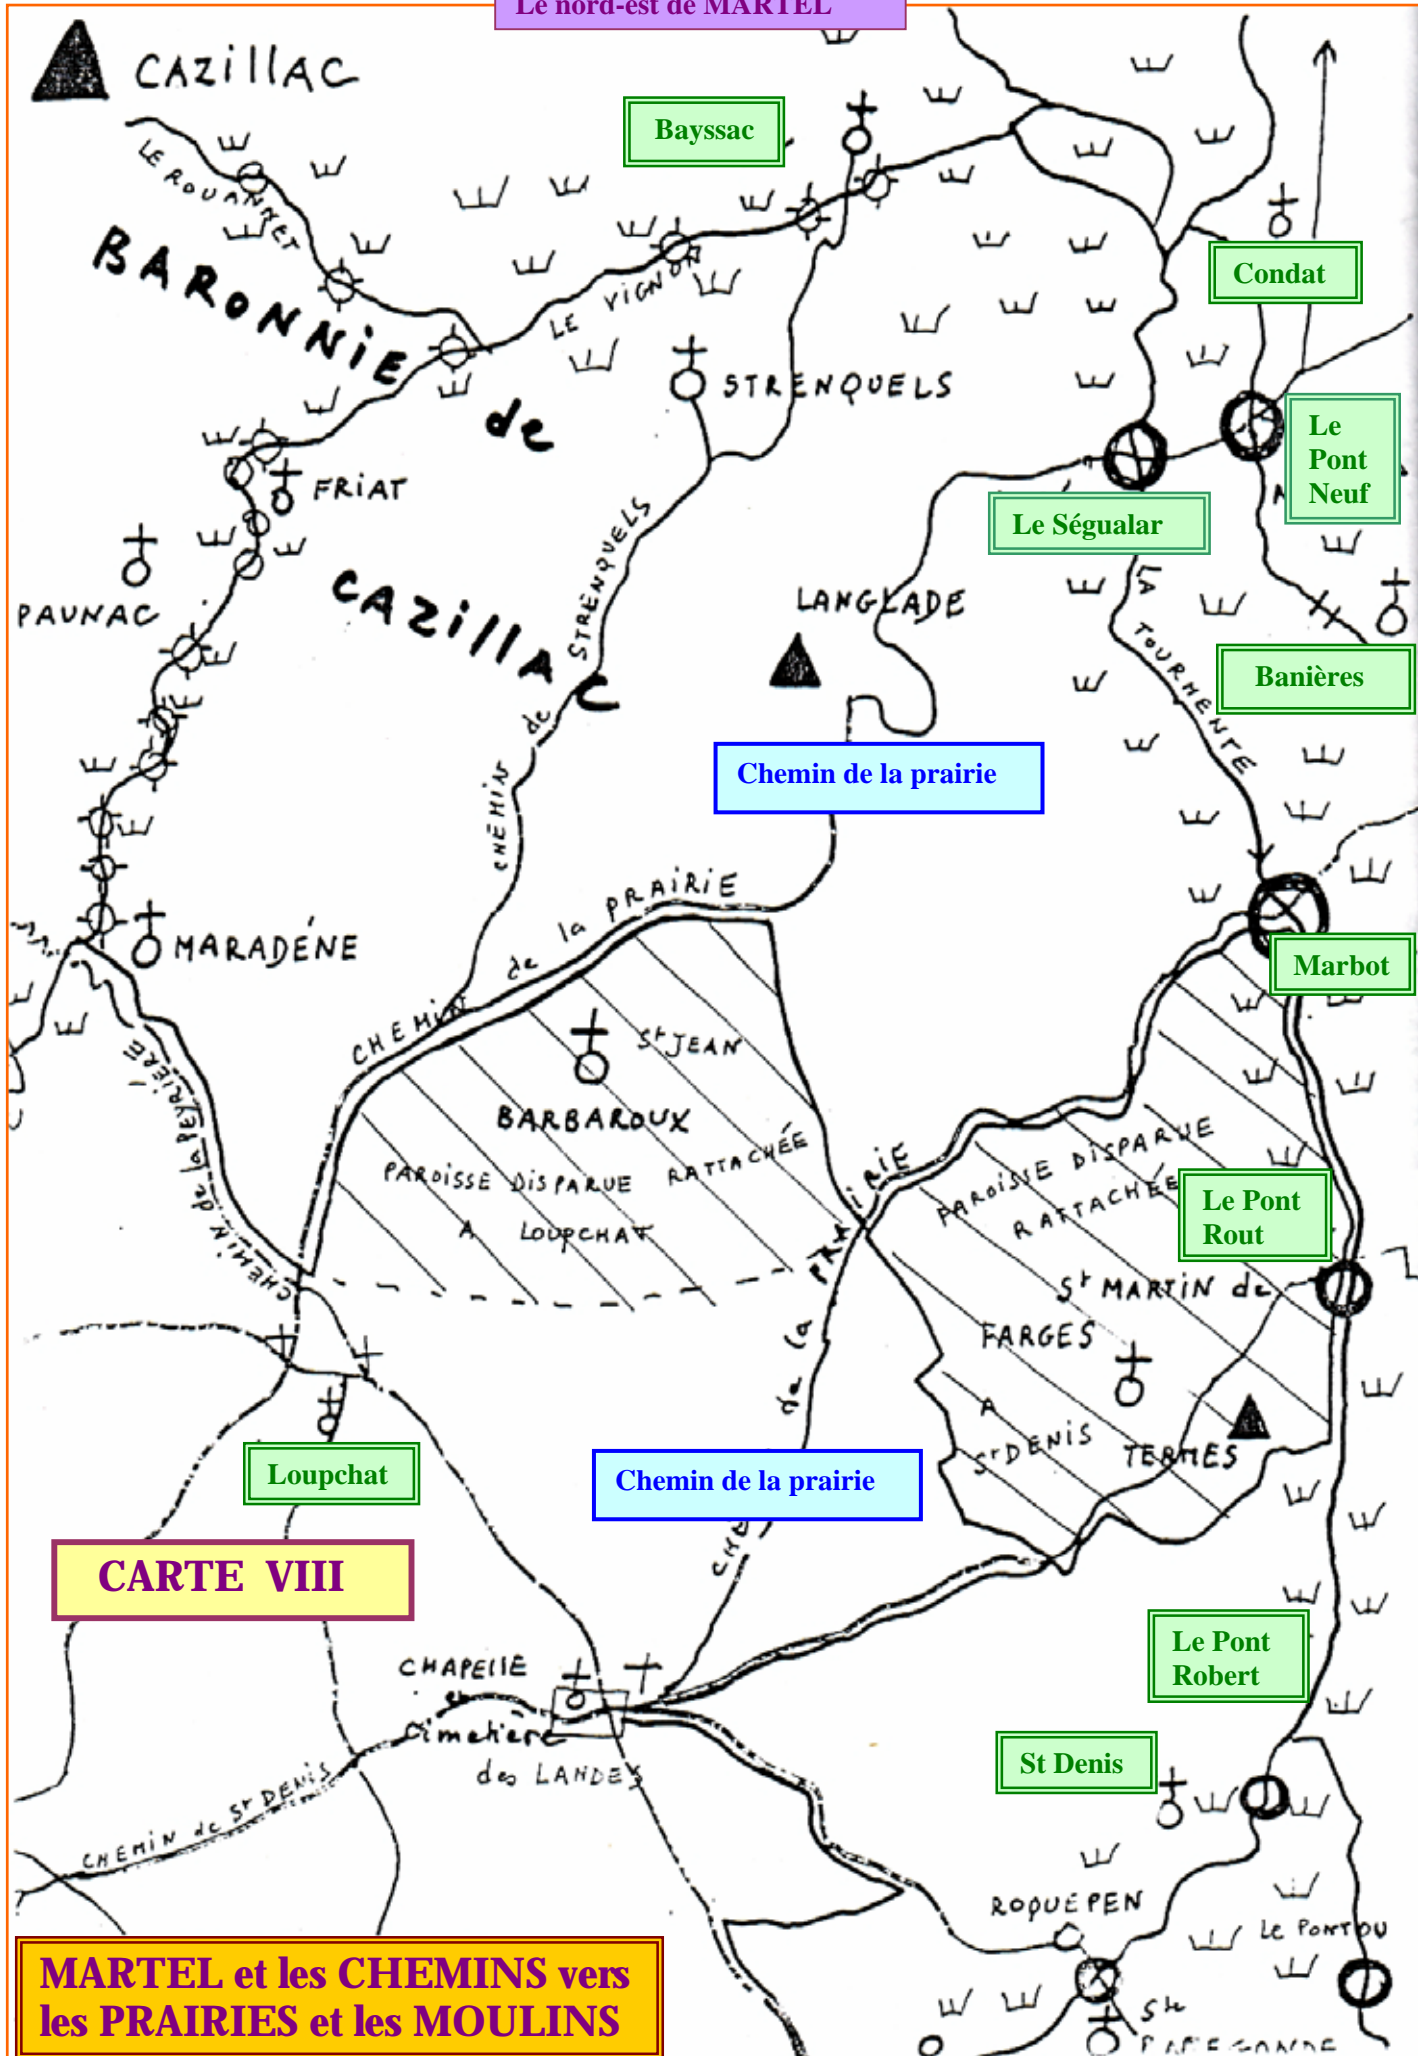 Le nord-est de MARTEL
CAZILLAC
Bayssac
LE ROUANNET
BARONNIE
de
CAZILLAC
LE VIGNON
Condat
STRENQUELS
Le
Pont
Neuf
FRIAT
Le Ségualar
PAUNAC
LANGLADE
LA TOURMENTE
Banières
CHEMIN de STRENQUELS
Chemin de la prairie
MARADÉNE
CHEMIN de la PRAIRIE
Marbot
CHEMIN de la PEYRIÈRE
St JEAN
BARBAROUX
PAROISSE DISPARUE RATTACHÉE
A LOUPCHAT
PAROISSE DISPARUE
RATTACHÉE
Le Pont
Rout
St MARTIN de
FARGES
A
St DENIS
TERMES
de la PRAIRIE
Loupchat
Chemin de la prairie
CARTE VIII
Le Pont
Robert
CHAPELLE
et
Cimetière
des LANDES
St Denis
CHEMIN de St DENIS
ROQUEPEN
LE PONTOU
Ste
MARTEL et les CHEMINS vers
les PRAIRIES et les MOULINS